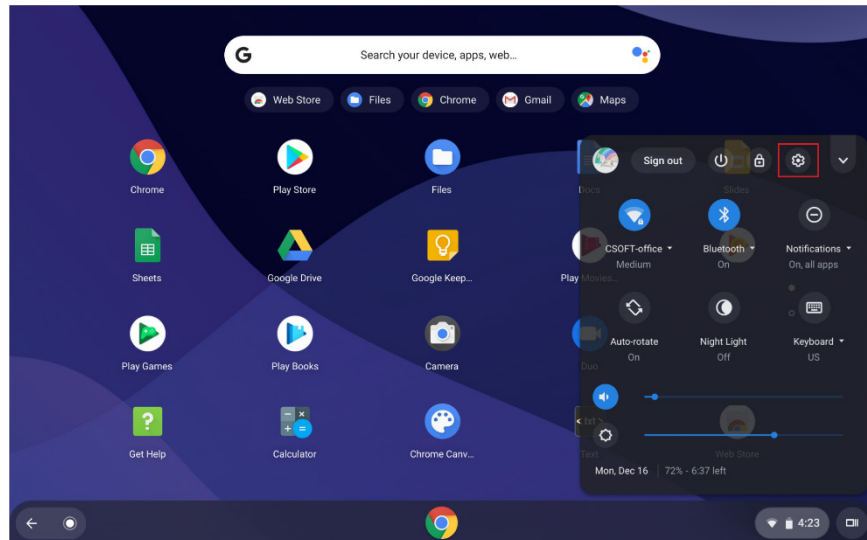 G
Search your device, apps, web...
Web Store
Files
Chrome
Gmail
Maps
Chrome
Play Store
Files
Docs
Slides
Sign out
CSOFT-office
Medium
Bluetooth
On
Notifications
On, all apps
Sheets
Google Drive
Google Keep...
Play Movies...
Auto-rotate
On
Night Light
Off
Keyboard
US
Play Games
Play Books
Camera
Duo
Get Help
Calculator
Chrome Canv...
Text
Web Store
Mon, Dec 16
72% - 6:37 left
4:23